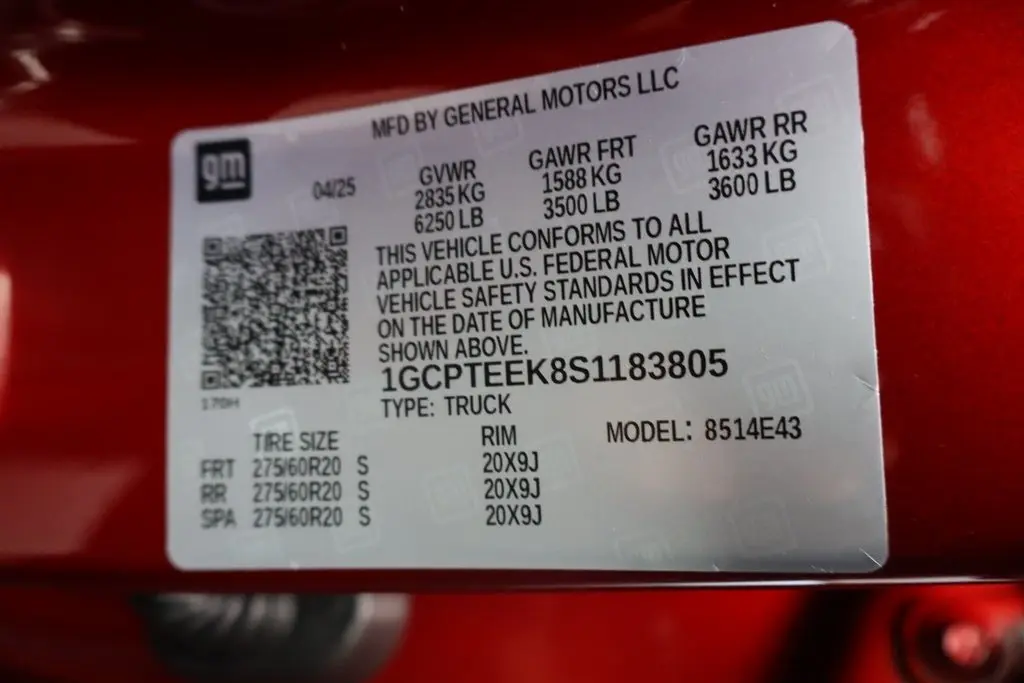 MFD BY GENERAL MOTORS LLC
gm
04/25
GVWR GAWR FRT GAWR RR
2835 KG 1588 KG 1633 KG
6250 LB 3500 LB 3600 LB
THIS VEHICLE CONFORMS TO ALL
APPLICABLE U.S. FEDERAL MOTOR
VEHICLE SAFETY STANDARDS IN EFFECT
ON THE DATE OF MANUFACTURE
SHOWN ABOVE.
1GCPTEEK8S1183805
170H
TYPE: TRUCK
TIRE SIZE RIM MODEL: 8514E43
FRT 275/60R20 S 20X9J
RR 275/60R20 S 20X9J
SPA 275/60R20 S 20X9J